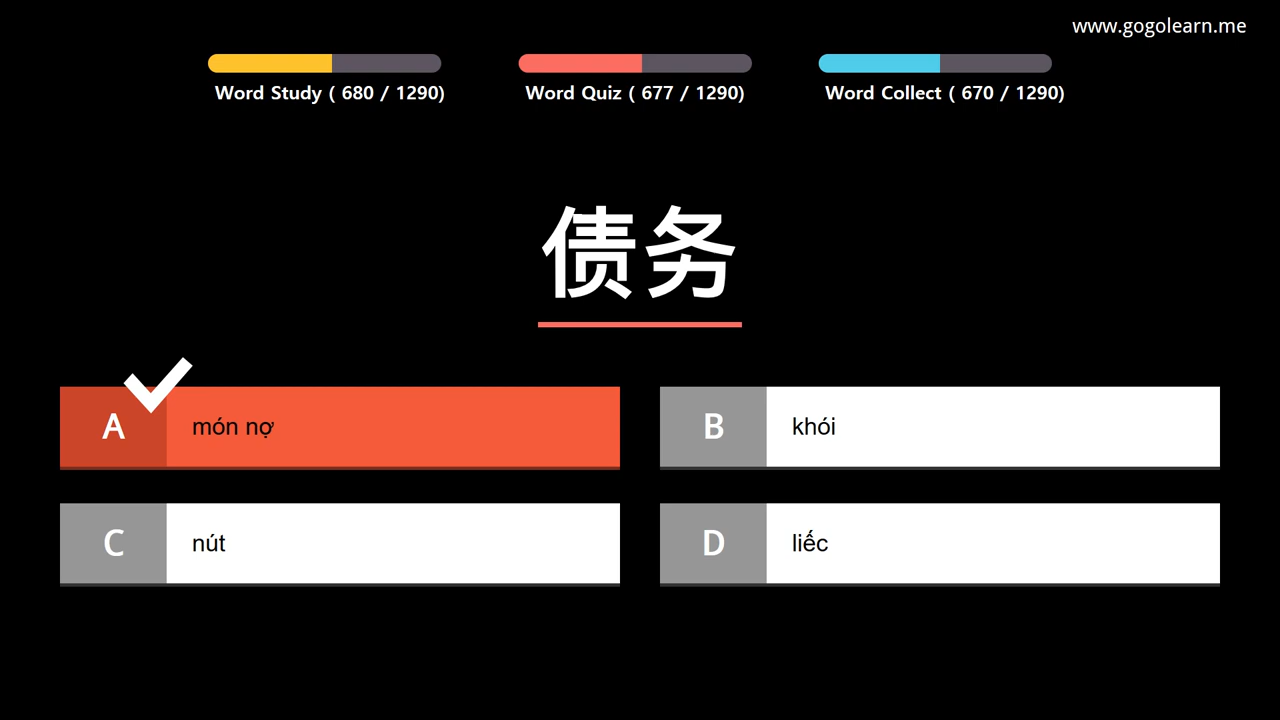 www.gogolearn.me
Word Study ( 680 / 1290)
Word Quiz ( 677 / 1290)
Word Collect ( 670 / 1290)
债务
A món nợ
B khói
C nút
D liếc